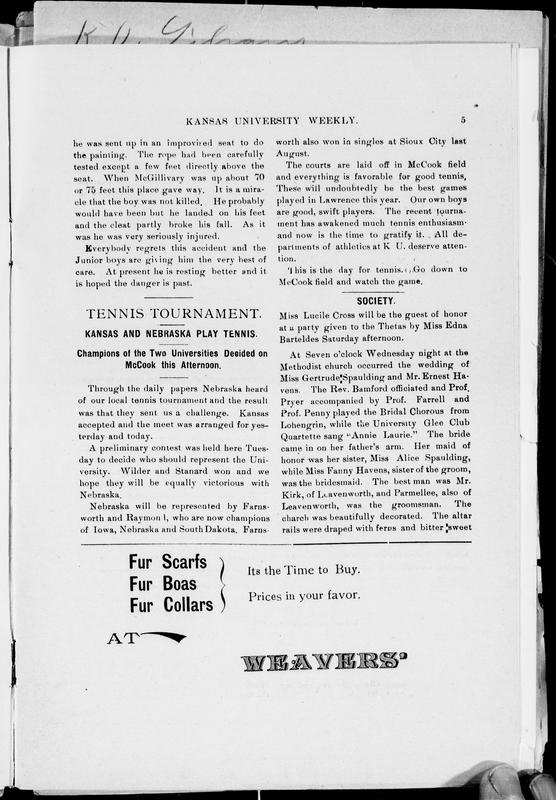 K. A. 
KANSAS UNIVERSITY WEEKLY. 5
he was sent up in an improvized seat to do
the painting. The rope had been carefully
tested except a few feet directly above the
seat. When McGillivary was up about 70
or 75 feet this place gave way. It is a mira-
cle that the boy was not killed. He probably
would have been but he landed on his feet
and the cleat partly broke his fall. As it
was he was very seriously injured.
Everybody regrets this accident and the
Junior boys are giving him the very best of
care. At present he is resting better and it
is hoped the danger is past.
TENNIS TOURNAMENT.
KANSAS AND NEBRASKA PLAY TENNIS.
Champions of the Two Universities Decided on
McCook this Afternoon.
Through the daily papers Nebraska heard
of our local tennis tournament and the result
was that they sent us a challenge. Kansas
accepted and the meet was arranged for yes-
terday and today.
A preliminary contest was held here Tues-
day to decide who should represent the Uni-
versity. Wilder and Stanard won and we
hope they will be equally victorious with
Nebraska.
Nebraska will be represented by Farns-
worth and Raymond, who are now champions
of Iowa, Nebraska and South Dakota. Farns-
worth also won in singles at Sioux City last
August.
The courts are laid off in McCook field
and everything is favorable for good tennis,
These will undoubtedly be the best games
played in Lawrence this year. Our own boys
are good, swift players. The recent tourna-
ment has awakened much tennis enthusiasm
and now is the time to gratify it. All de-
partments of athletics at K U. deserve atten-
tion.
This is the day for tennis. Go down to
McCook field and watch the game.
SOCIETY.
Miss Lucile Cross will be the guest of honor
at a party given to the Thetas by Miss Edna
Barteldes Saturday afternoon.
At Seven o'clock Wednesday night at the
Methodist church occurred the wedding of
Miss Gertrude Spaulding and Mr. Ernest Ha-
vens. The Rev. Bamford officiated and Prof.
Pryer accompanied by Prof. Farrell and
Prof. Penny played the Bridal Chorous from
Lohengrin, while the University Glee Club
Quartette sang "Annie Laurie." The bride
came in on her father's arm. Her maid of
honor was her sister, Miss Alice Spaulding,
while Miss Fanny Havens, sister of the groom,
was the bridesmaid. The best man was Mr.
Kirk, of Leavenworth, and Parmellee, also of
Leavenworth, was the groomsman. The
church was beautifully decorated. The altar
rails were draped with ferns and bitter sweet
Fur Scarfs
Fur Boas
Fur Collars
Its the Time to Buy.
Prices in your favor.
AT
WEAVERS'